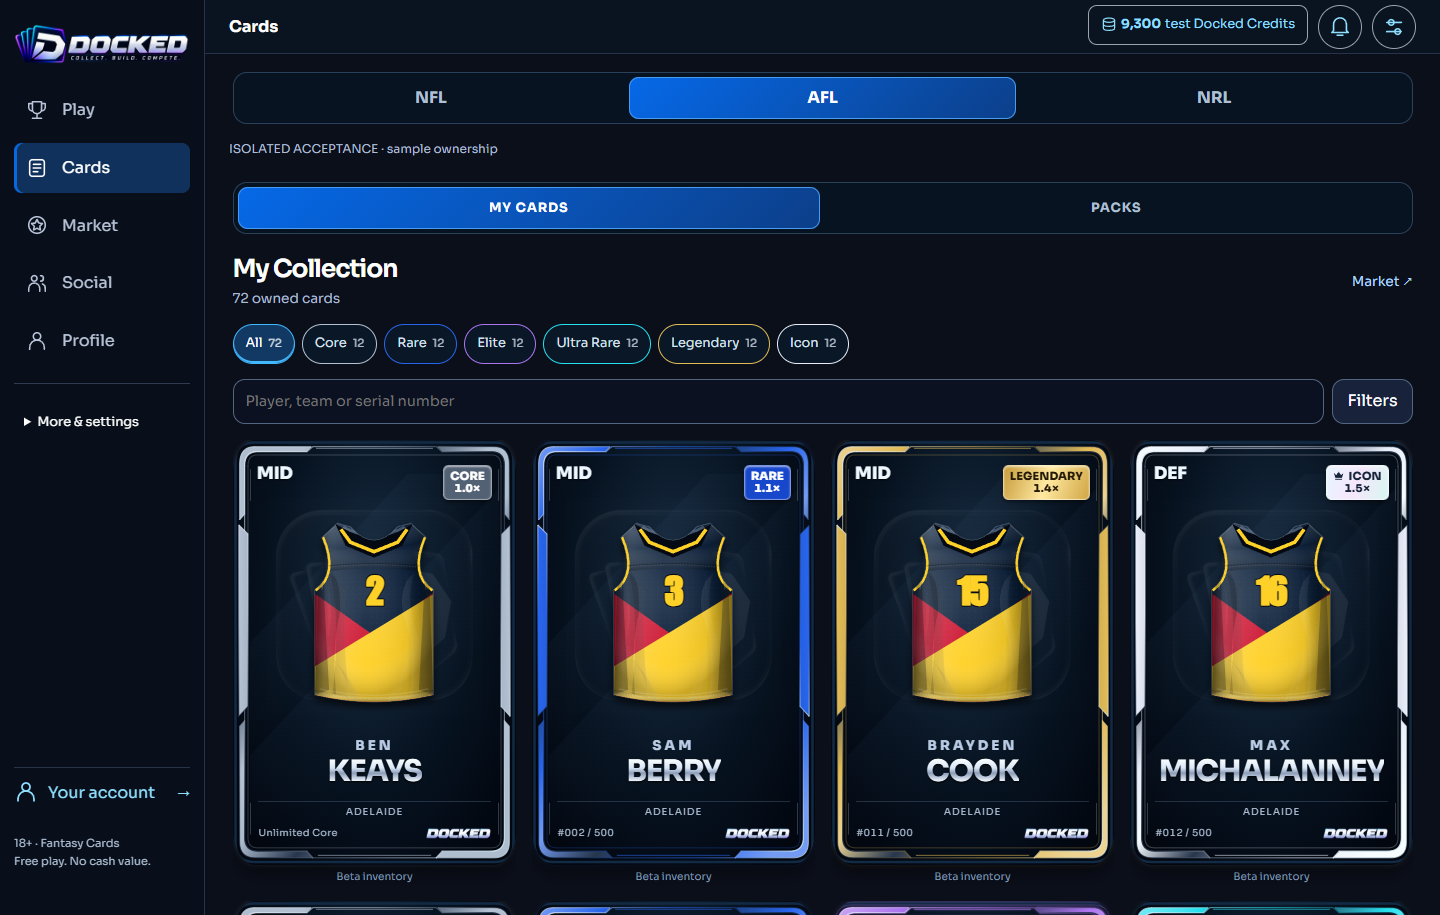 DOCKED
COLLECT. BUILD. COMPETE.
Play
Cards
Market
Social
Profile
More & settings
Your account →
18+ · Fantasy Cards
Free play. No cash value.
Cards
9,300 test Docked Credits
NFL
AFL
NRL
ISOLATED ACCEPTANCE · sample ownership
MY CARDS
PACKS
My Collection
72 owned cards
Market ↗
All 72
Core 12
Rare 12
Elite 12
Ultra Rare 12
Legendary 12
Icon 12
Player, team or serial number
Filters
MID
CORE
1.0×
2
BEN
KEAYS
ADELAIDE
Unlimited Core
DOCKED
Beta inventory
MID
RARE
1.1×
3
SAM
BERRY
ADELAIDE
#002 / 500
DOCKED
Beta inventory
MID
LEGENDARY
1.4×
15
BRAYDEN
COOK
ADELAIDE
#011 / 500
DOCKED
Beta inventory
DEF
ICON
1.5×
16
MAX
MICHALANNEY
ADELAIDE
#012 / 500
DOCKED
Beta inventory